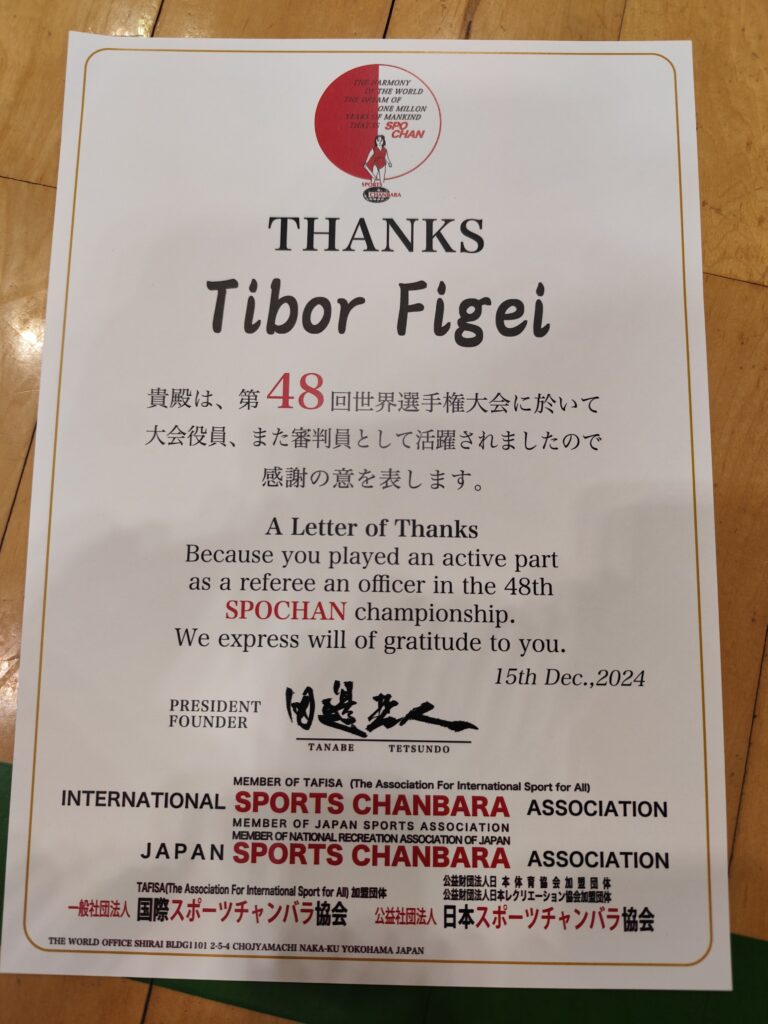 THE HARMONY
OF THE WORLD
THE DREAM OF
ONE MILLON
YEARS OF MANKIND
THAT IS SPO
CHAN
SPORTS
CHANBARA
THANKS
Tibor Figei
貴殿は、第48回世界選手権大会に於いて
大会役員、また審判員として活躍されましたので
感謝の意を表します。
A Letter of Thanks
Because you played an active part
as a referee an officer in the 48th
SPOCHAN championship.
We express will of gratitude to you.
15th Dec.,2024
PRESIDENT
FOUNDER
田邊哲人
TANABE TETSUNDO
MEMBER OF TAFISA (The Association For International Sport for All)
INTERNATIONAL SPORTS CHANBARA ASSOCIATION
MEMBER OF JAPAN SPORTS ASSOCIATION
MEMBER OF NATIONAL RECREATION ASSOCIATION OF JAPAN
JAPAN SPORTS CHANBARA ASSOCIATION
TAFISA(The Association For International Sport for All) 加盟団体
一般社団法人 国際スポーツチャンバラ協会
公益財団法人日本体育協会加盟団体
公益財団法人日本レクリエーション協会加盟団体
公益社団法人 日本スポーツチャンバラ協会
THE WORLD OFFICE SHIRAI BLDG1101 2-5-4 CHOJYAMACHI NAKA-KU YOKOHAMA JAPAN